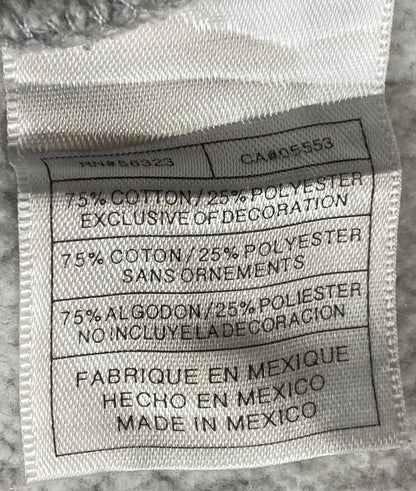 RN#56323 CA#05553
75% COTTON/25% POLYESTER
EXCLUSIVE OF DECORATION
75% COTON/25% POLYESTER
SANS ORNEMENTS
75% ALGODON/25% POLIESTER
NO INCLUYE LA DECORACION
FABRIQUE EN MEXIQUE
HECHO EN MEXICO
MADE IN MEXICO